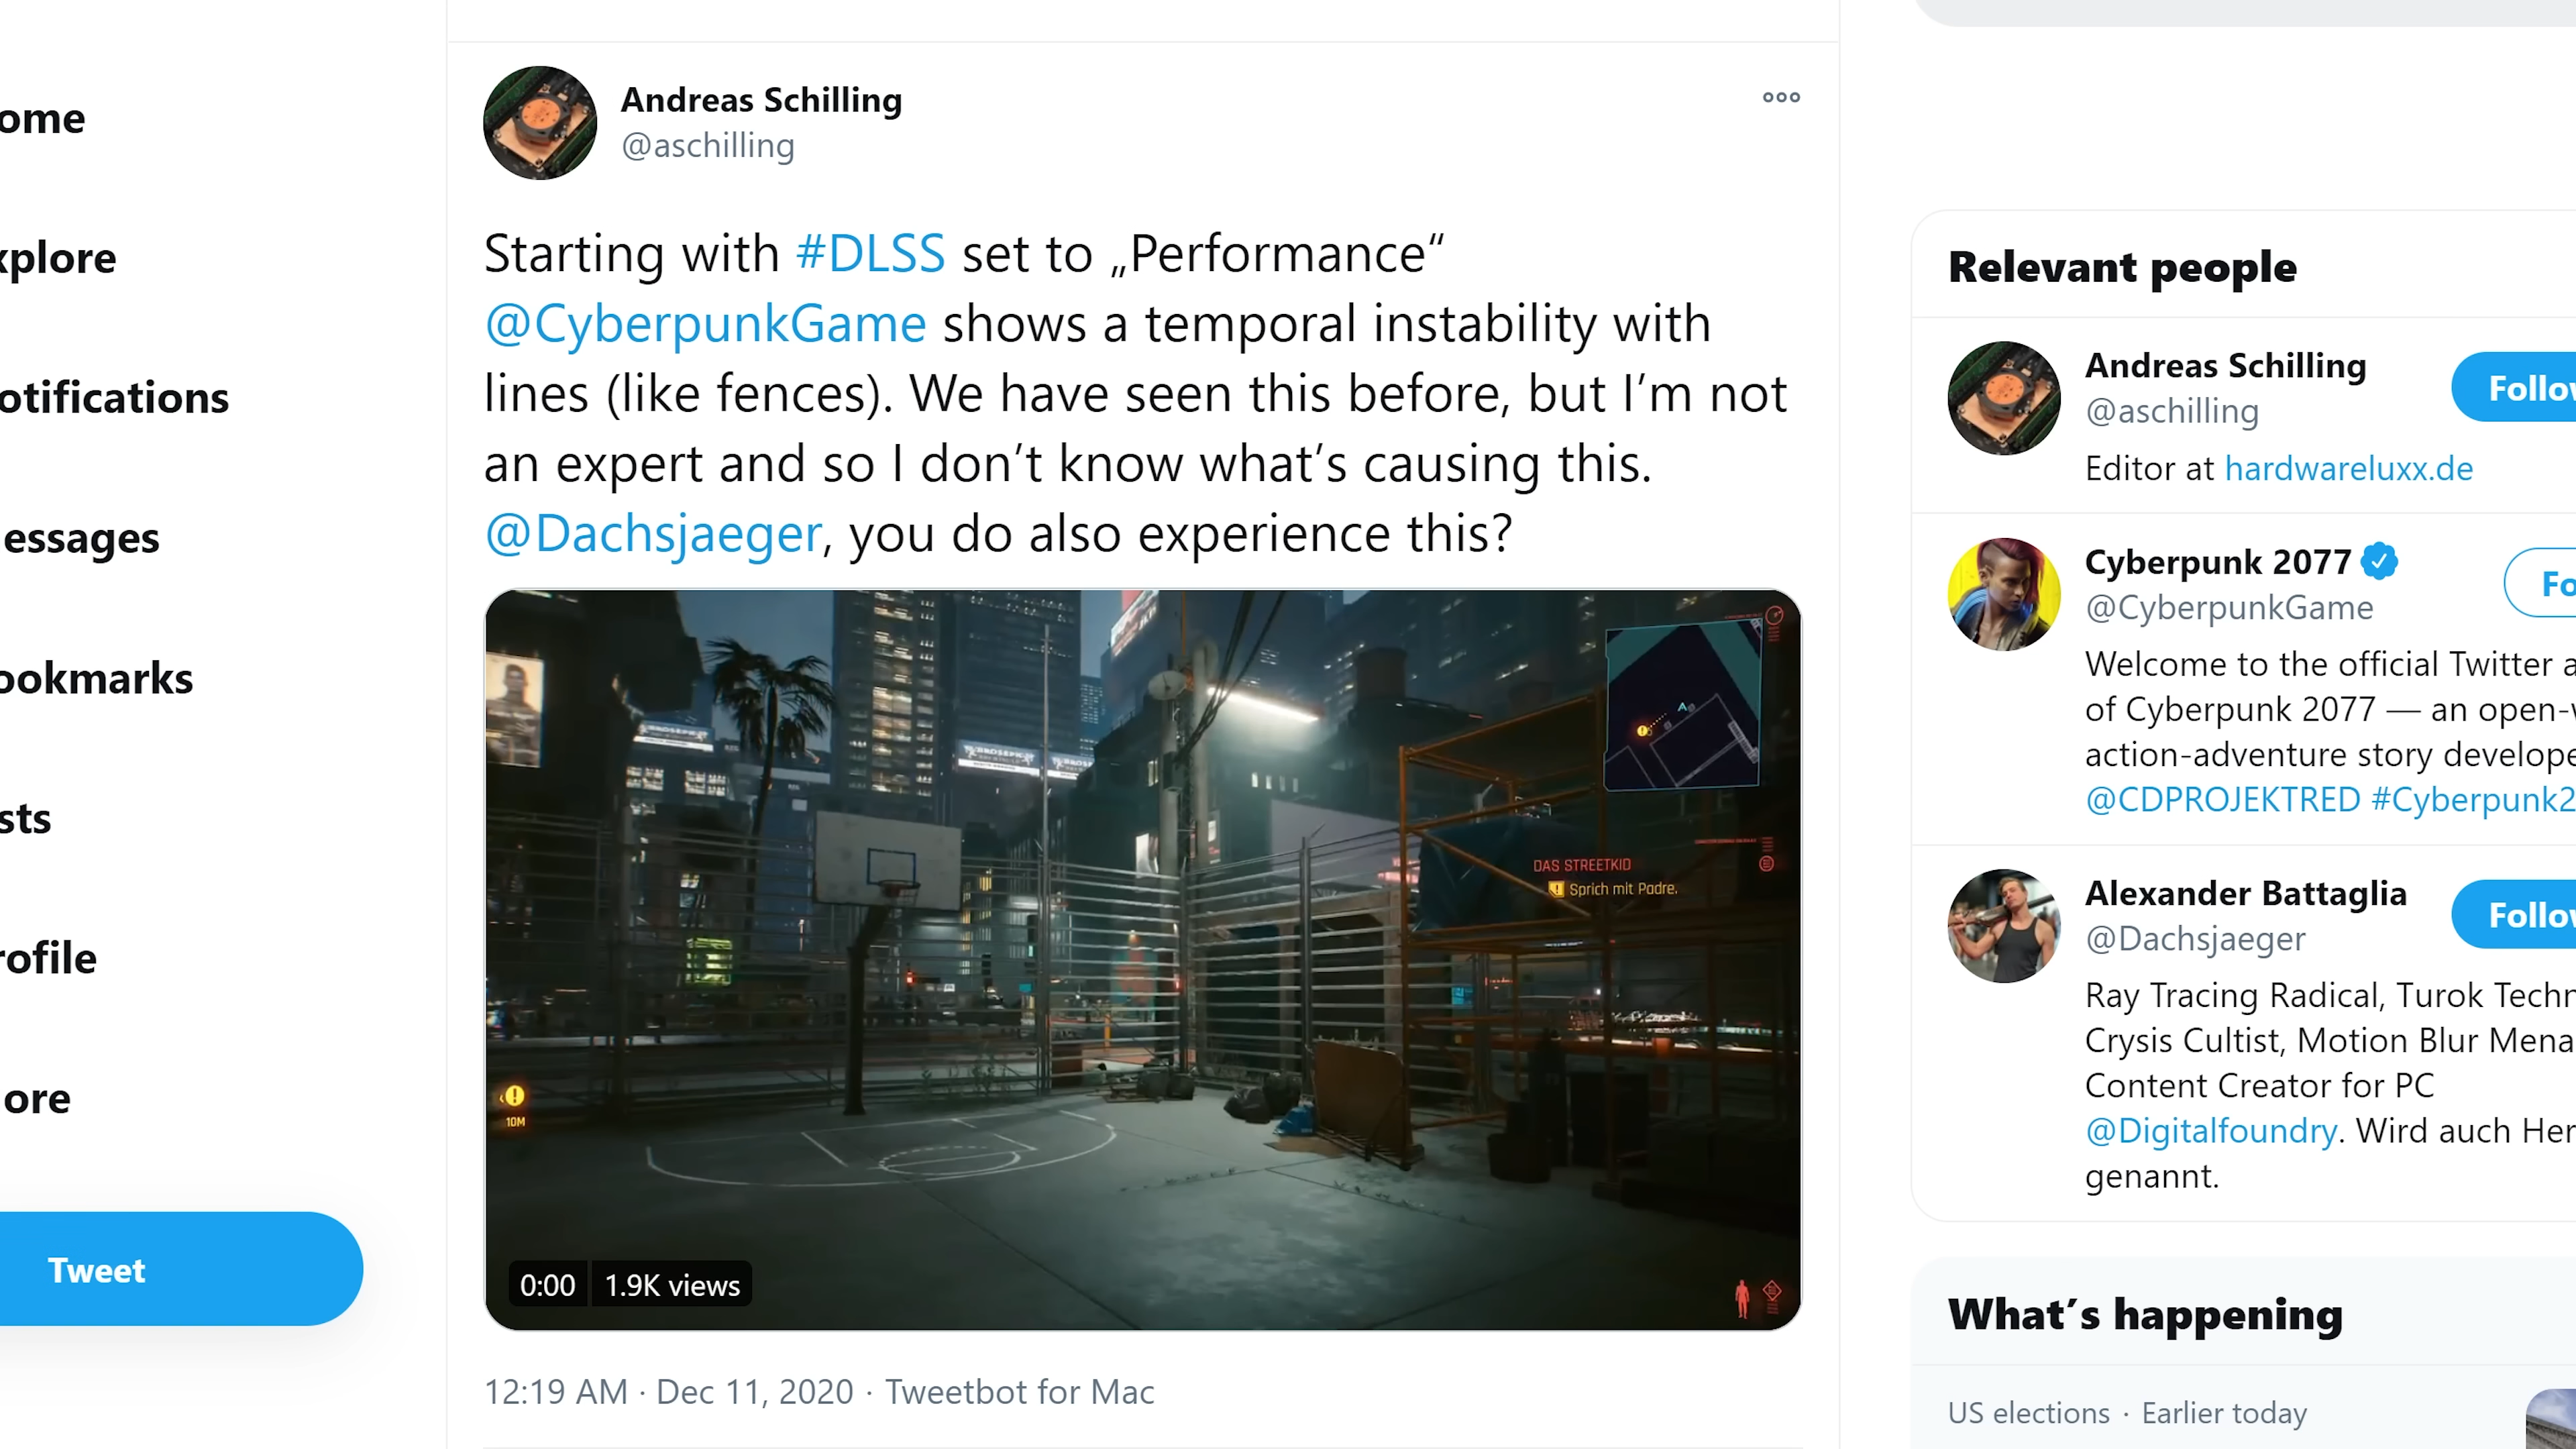 ome
xplore
otifications
essages
ookmarks
sts
rofile
ore
Tweet
Andreas Schilling
@aschilling
Starting with #DLSS set to „Performance“
@CyberpunkGame shows a temporal instability with
lines (like fences). We have seen this before, but I’m not
an expert and so I don’t know what’s causing this.
@Dachsjaeger, you do also experience this?
DAS STREETKID
Sprich mit Padre.
10M
0:00 1.9K views
12:19 AM · Dec 11, 2020 · Tweetbot for Mac
Relevant people
Andreas Schilling
@aschilling
Follow
Editor at hardwareluxx.de
Cyberpunk 2077
@CyberpunkGame
Fo
Welcome to the official Twitter a
of Cyberpunk 2077 — an open-w
action-adventure story develope
@CDPROJEKTRED #Cyberpunk2
Alexander Battaglia
@Dachsjaeger
Follow
Ray Tracing Radical, Turok Techn
Crysis Cultist, Motion Blur Mena
Content Creator for PC
@Digitalfoundry. Wird auch Her
genannt.
What’s happening
US elections · Earlier today